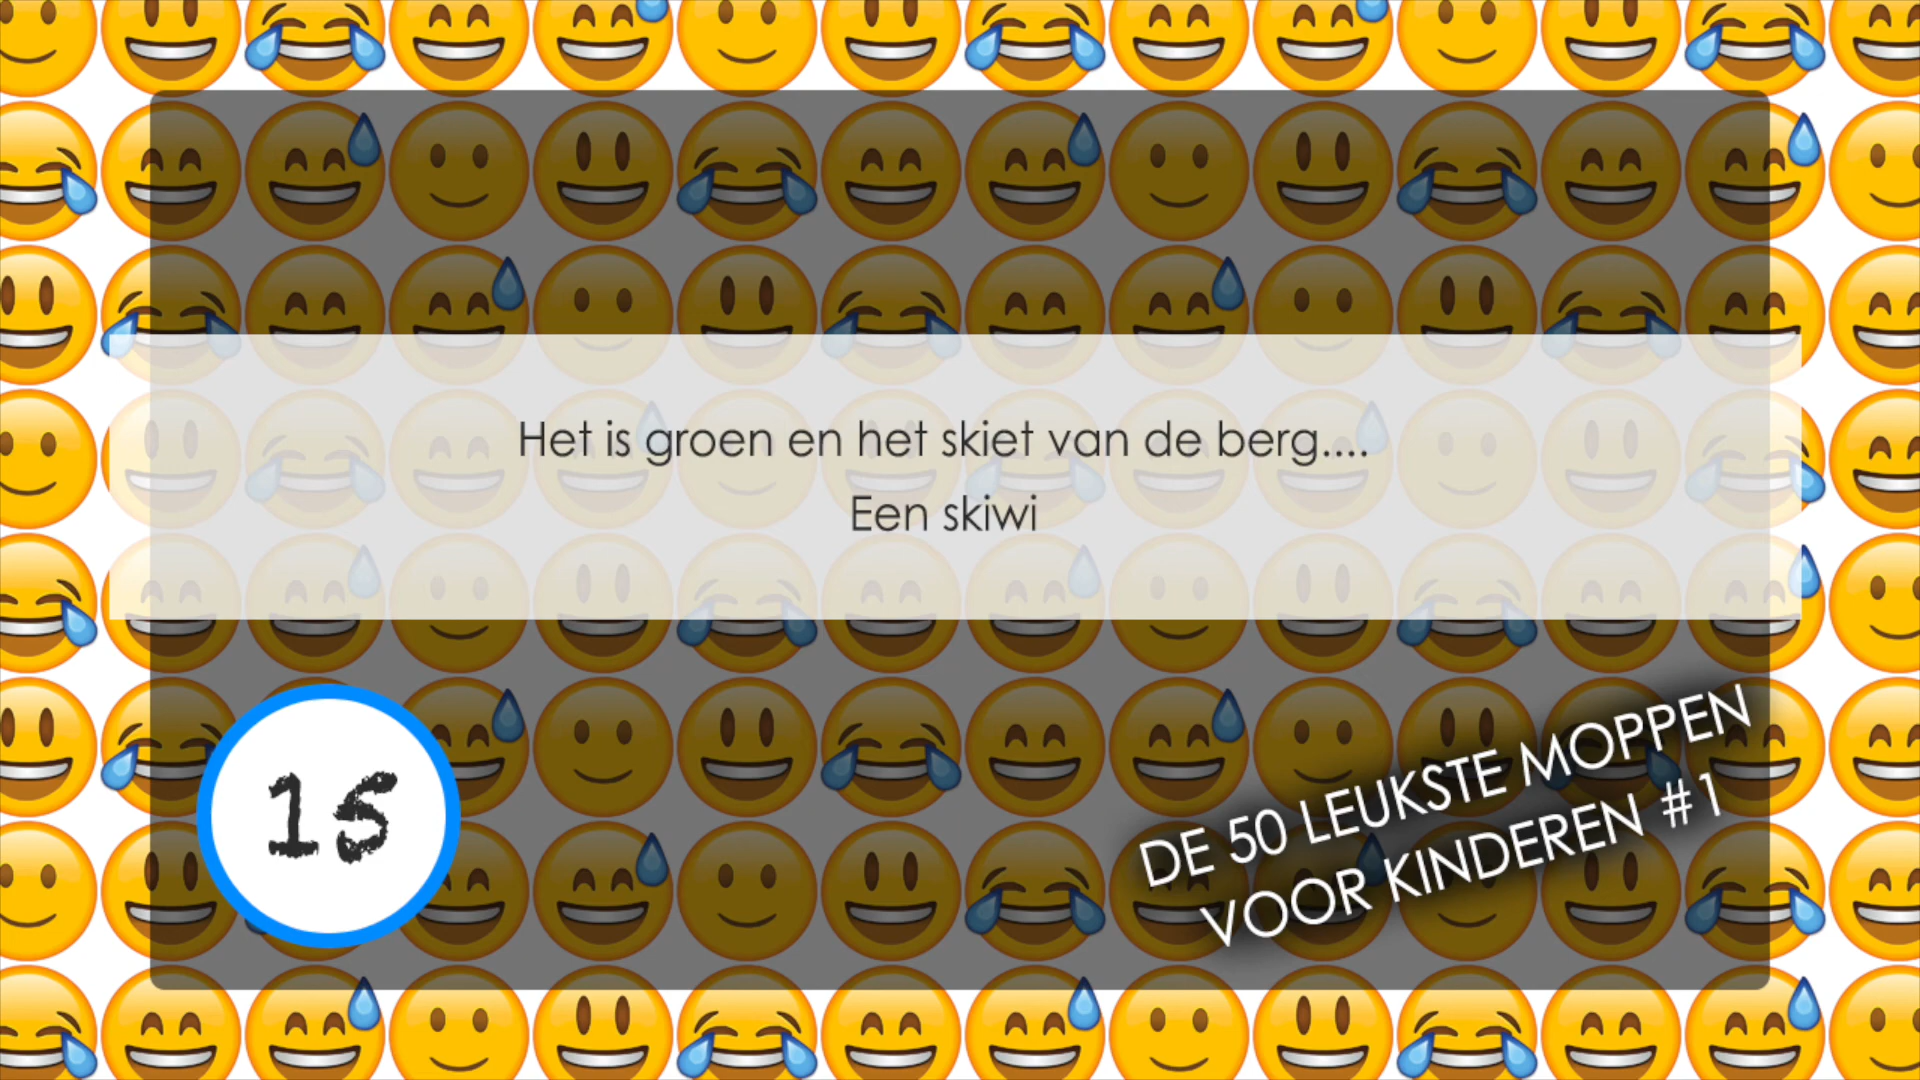 Het is groen en het skiet van de berg....
Een skiwi
15
DE 50 LEUKSTE MOPPEN
VOOR KINDEREN #1